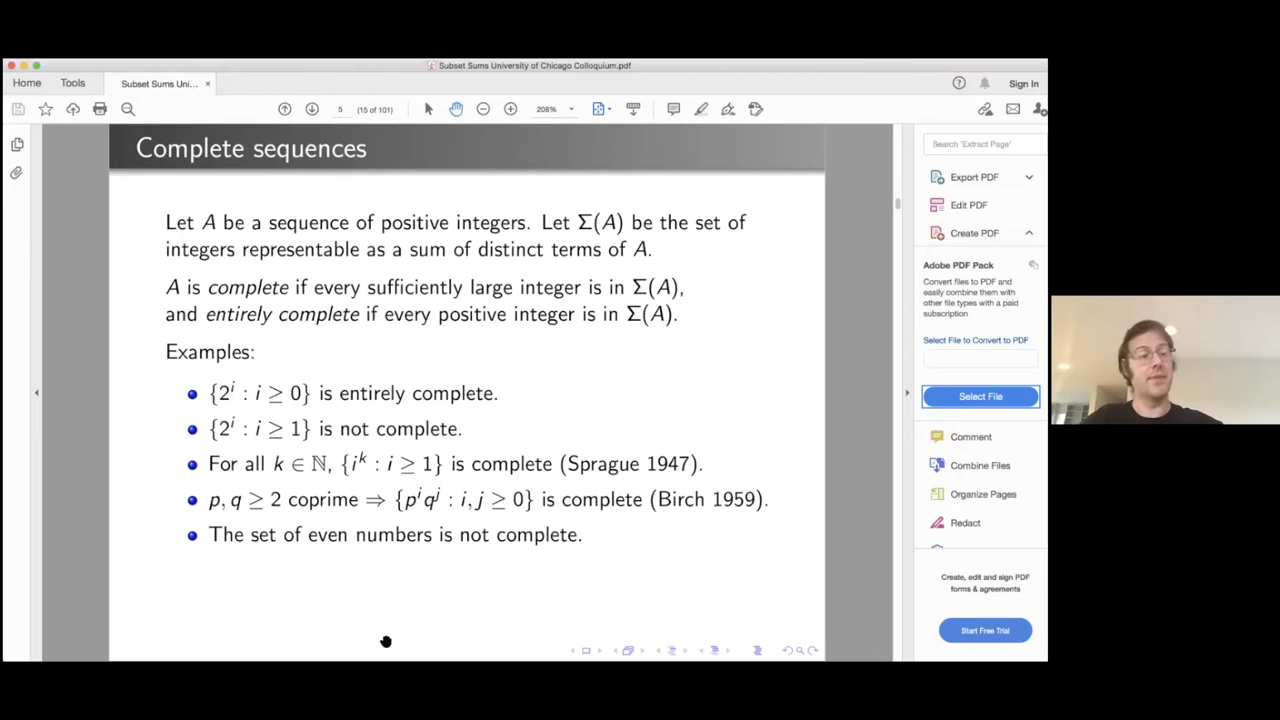 Subset Sums University of Chicago Colloquium.pdf
Home Tools Subset Sums Uni... × Sign In
5 (15 of 101) 208%
Complete sequences
Let A be a sequence of positive integers. Let Σ(A) be the set of
integers representable as a sum of distinct terms of A.
A is complete if every sufficiently large integer is in Σ(A),
and entirely complete if every positive integer is in Σ(A).
Examples:
{2^i : i ≥ 0} is entirely complete.
{2^i : i ≥ 1} is not complete.
For all k ∈ ℕ, {i^k : i ≥ 1} is complete (Sprague 1947).
p, q ≥ 2 coprime ⇒ {p^i q^j : i, j ≥ 0} is complete (Birch 1959).
The set of even numbers is not complete.
Search 'Extract Page'
Export PDF
Edit PDF
Create PDF
Adobe PDF Pack
Convert files to PDF and
easily combine them with
other file types with a paid
subscription
Select File to Convert to PDF
Select File
Comment
Combine Files
Organize Pages
Redact
Create, edit and sign PDF
forms & agreements
Start Free Trial